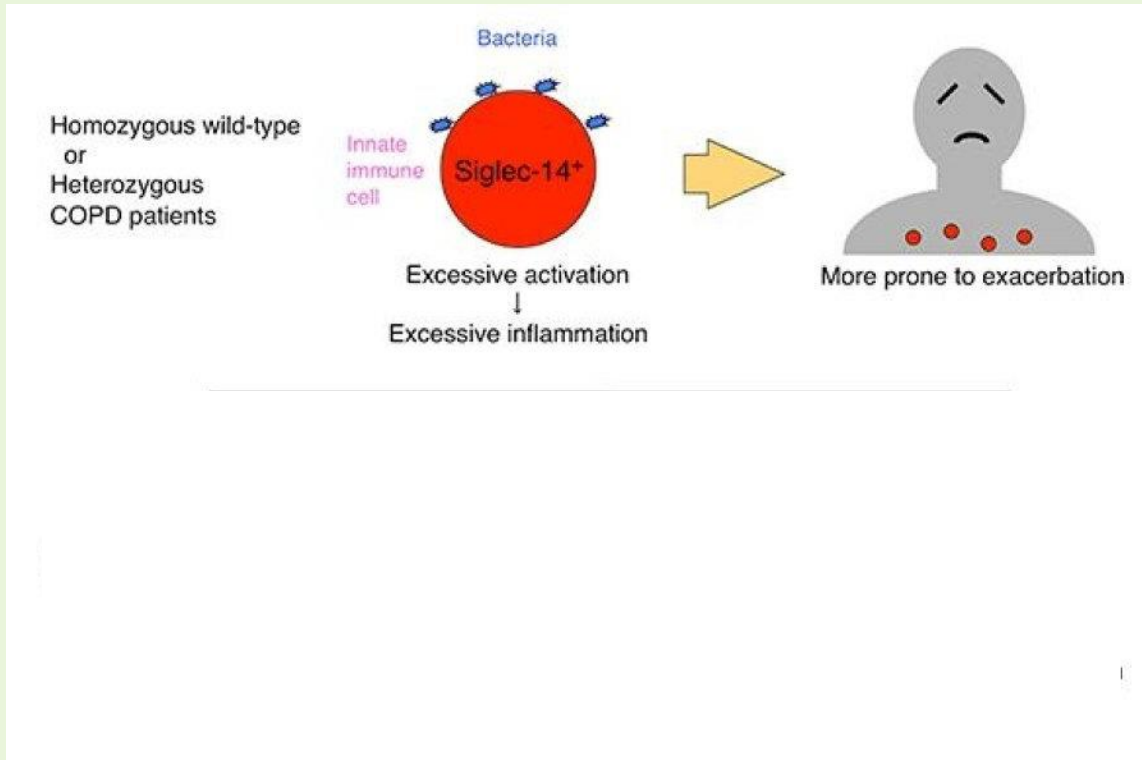 Bacteria
Homozygous wild-type
or
Heterozygous
COPD patients
Innate
immune
cell
Siglec-14⁺
Excessive activation
↓
Excessive inflammation
More prone to exacerbation